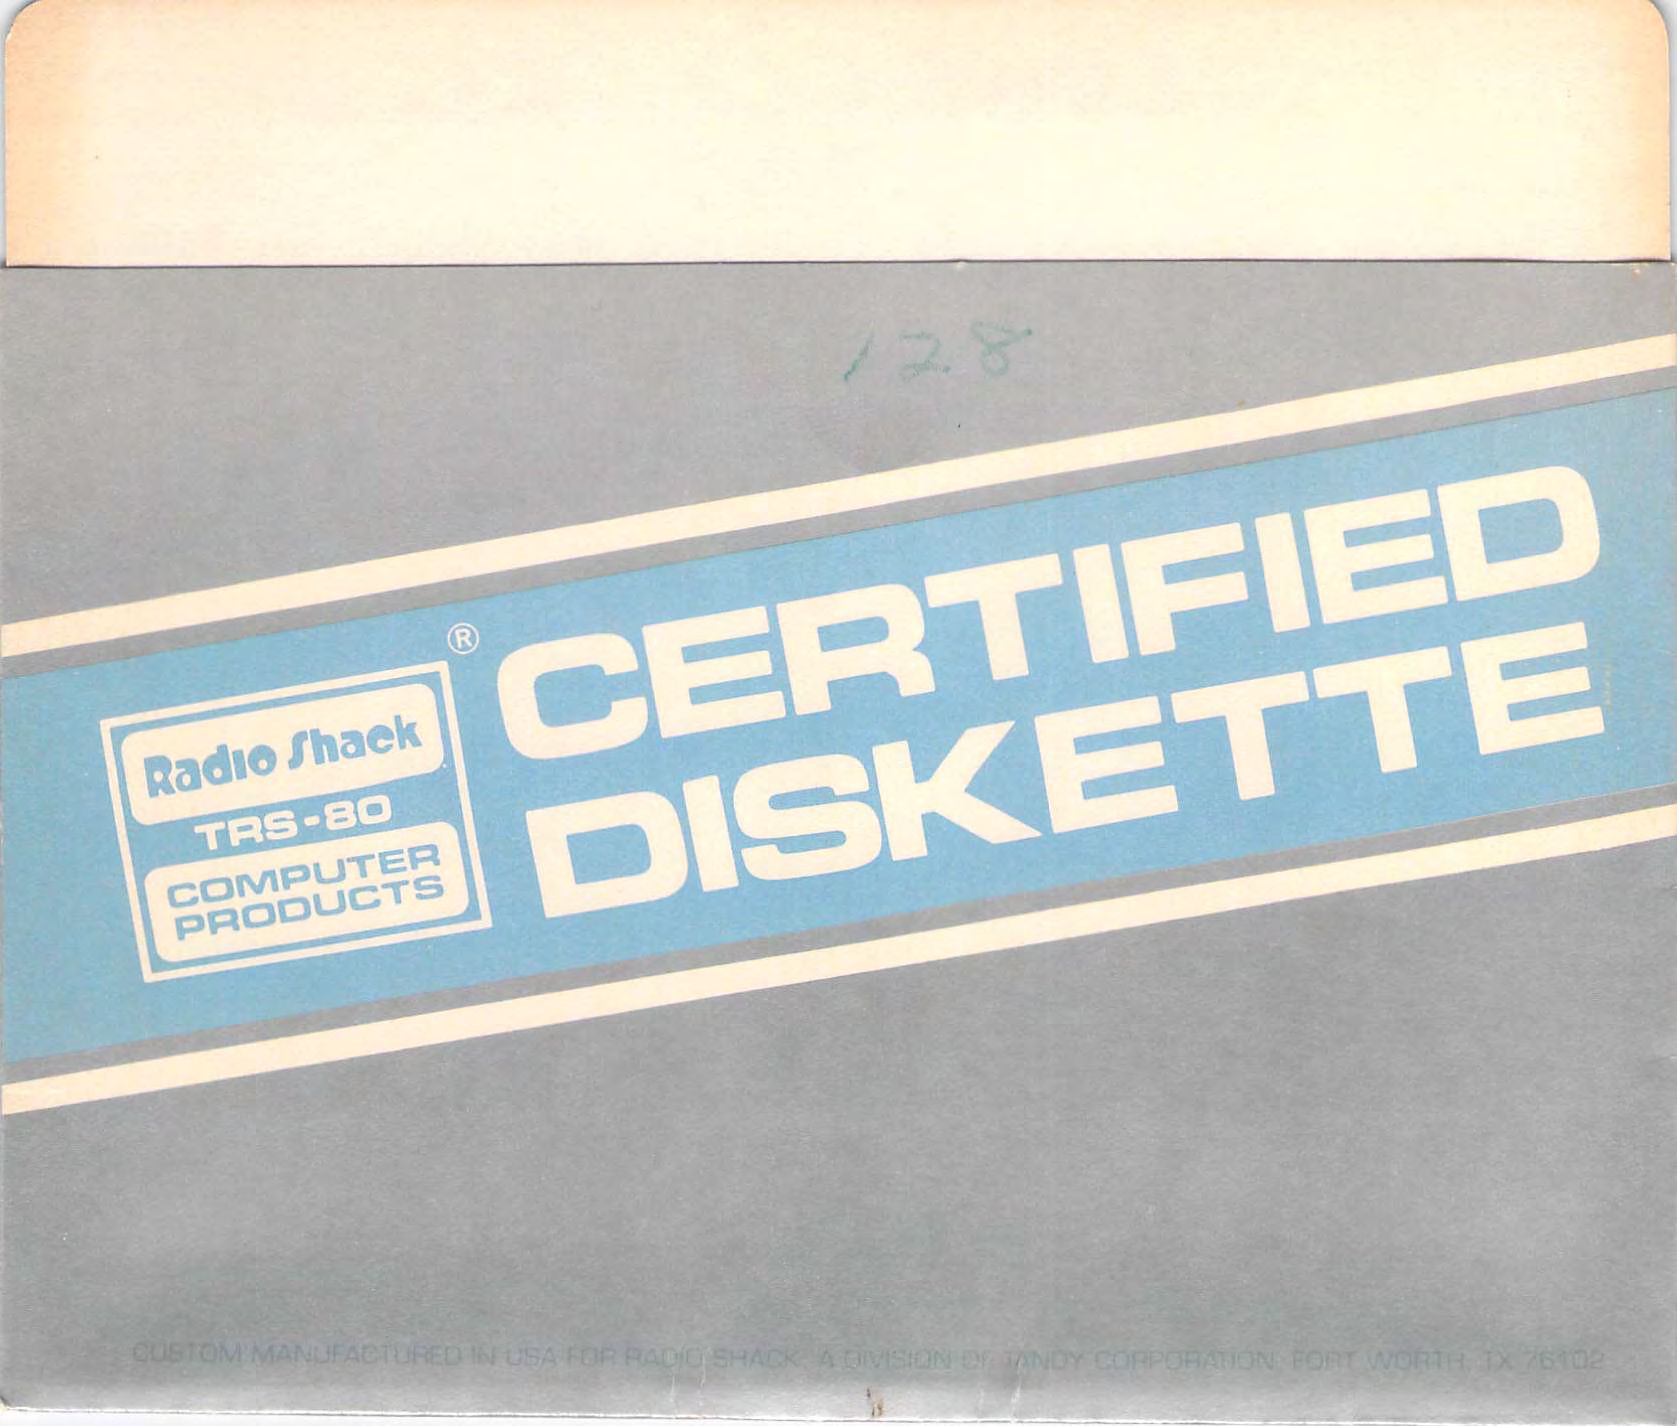 128
Radio Shack
TRS-80
COMPUTER
PRODUCTS
®
CERTIFIED
DISKETTE
CUSTOM MANUFACTURED IN USA FOR RADIO SHACK A DIVISION OF TANDY CORPORATION FORT WORTH, TX 76102